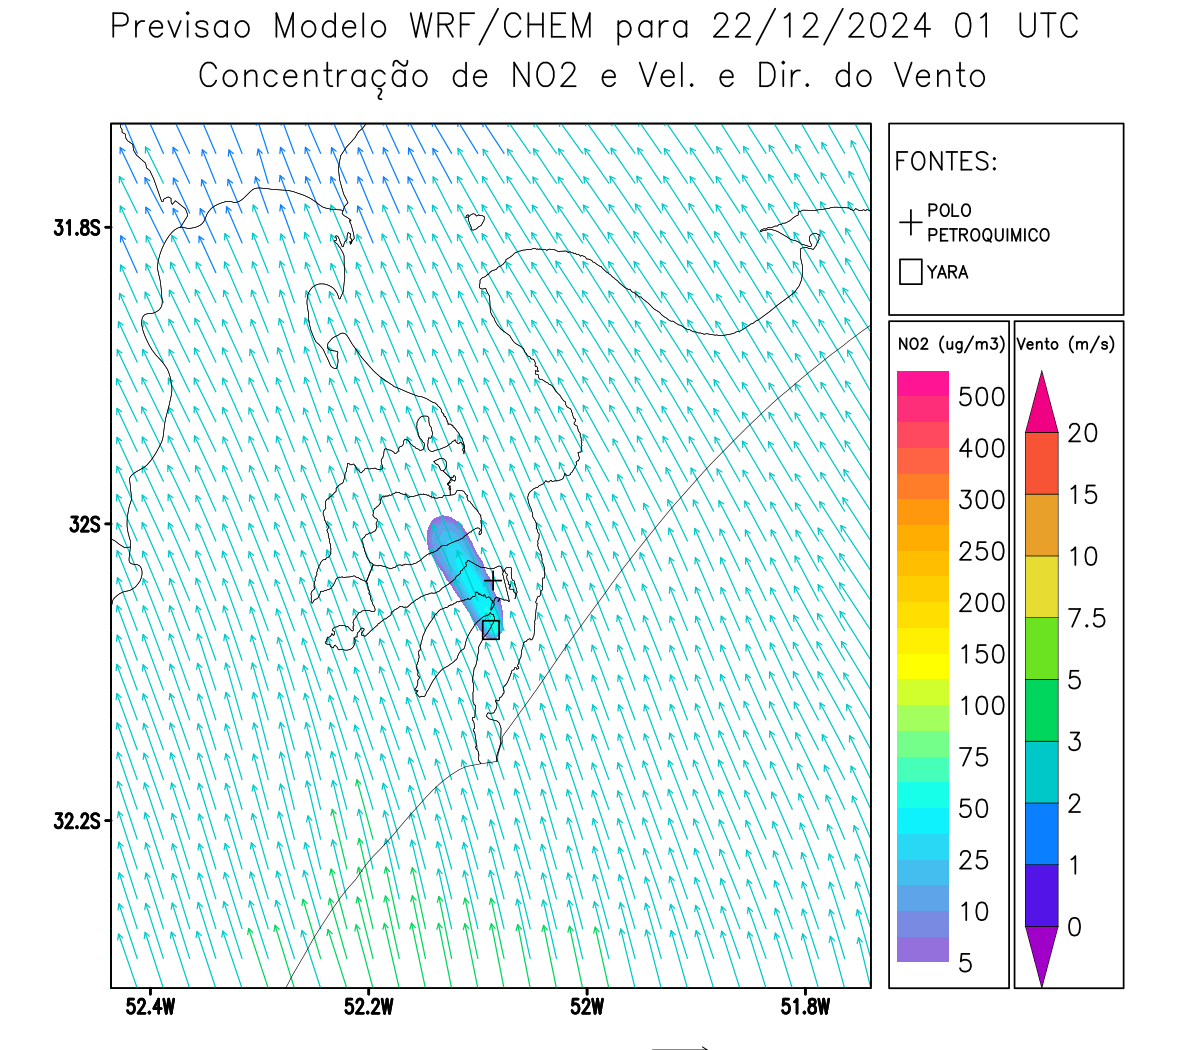 Previsao Modelo WRF/CHEM para 22/12/2024 01 UTC
Concentração de NO2 e Vel. e Dir. do Vento
FONTES:
POLO
PETROQUIMICO
YARA
31.8S
32S
32.2S
52.4W
52.2W
52W
51.8W
NO2 (ug/m3)
500
400
300
250
200
150
100
75
50
25
10
5
Vento (m/s)
20
15
10
7.5
5
3
2
1
0